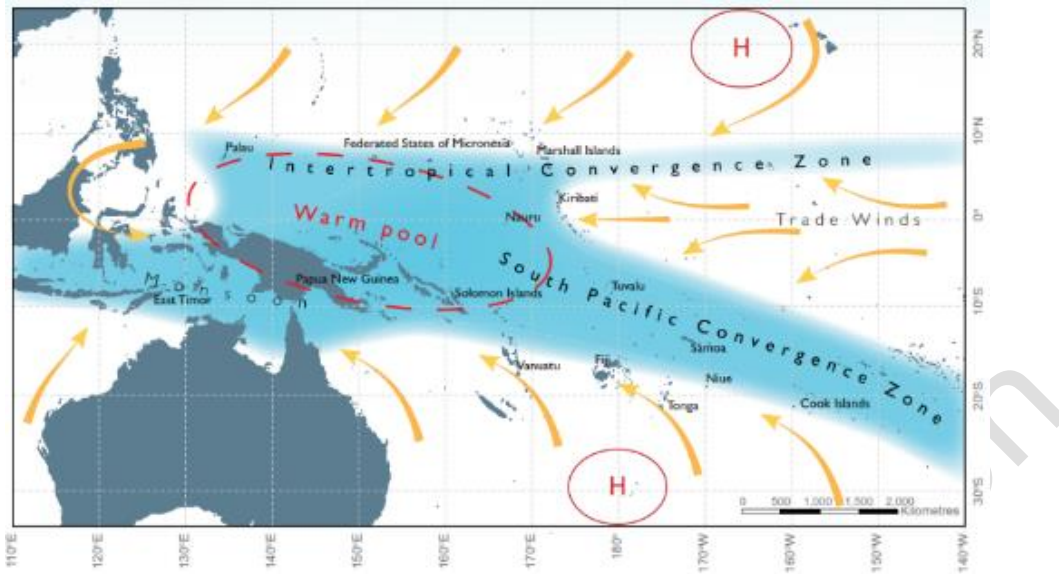 H
20°N
10°N
Palau
Federated States of Micronesia
Marshall Islands
Intertropical Convergence Zone
Kiribati
Warm pool
Nauru
Trade Winds
0°
South Pacific Convergence Zone
Monsoon
Papua New Guinea
East Timor
Solomon Islands
Tuvalu
10°S
Samoa
Vanuatu
Fiji
Niue
Tonga
Cook Islands
20°S
H
30°S
0 500 1,000 1,500 2,000
Kilometres
110°E 120°E 130°E 140°E 150°E 160°E 170°E 180° 170°W 160°W 150°W 140°W